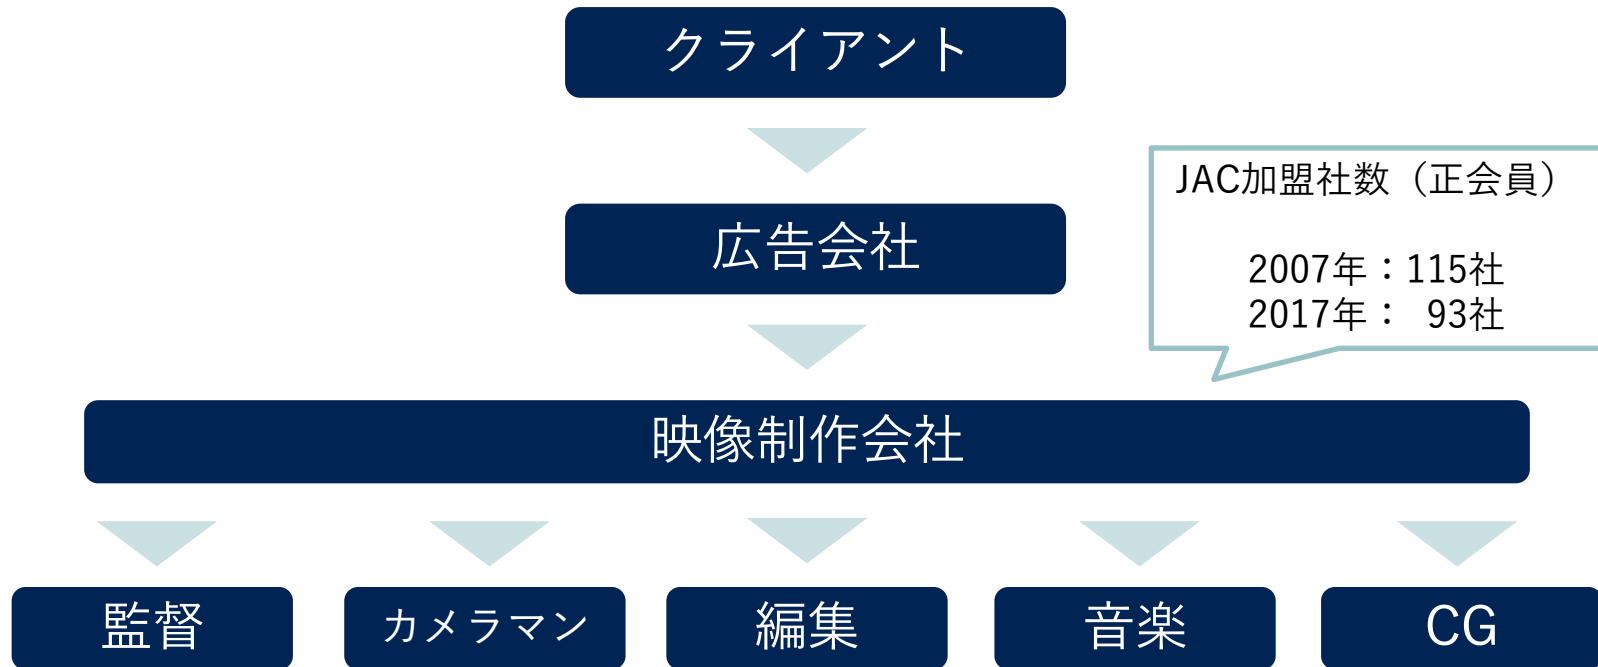 クライアント
広告会社
JAC加盟社数（正会員）
2007年：115社
2017年： 93社
映像制作会社
監督
カメラマン
編集
音楽
CG